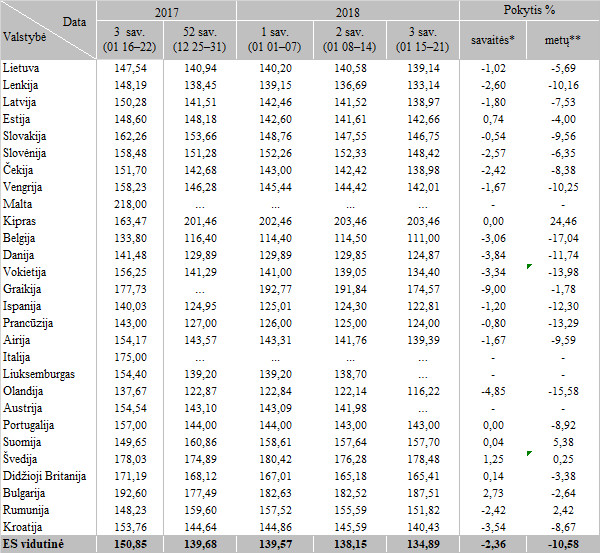 Data
Valstybė
2017 2018 Pokytis %
3 sav. (01 16–22) 52 sav. (12 25–31) 1 sav. (01 01–07) 2 sav. (01 08–14) 3 sav. (01 15–21) savaitės* metų**
Lietuva 147,54 140,94 140,20 140,58 139,14 -1,02 -5,69
Lenkija 148,19 138,45 139,15 136,69 133,14 -2,60 -10,16
Latvija 150,28 141,51 142,46 141,52 138,97 -1,80 -7,53
Estija 148,60 148,18 142,60 141,61 142,66 0,74 -4,00
Slovakija 162,26 153,66 148,76 147,55 146,75 -0,54 -9,56
Slovėnija 158,48 151,28 152,26 152,33 148,42 -2,57 -6,35
Čekija 151,70 142,68 143,00 142,42 138,98 -2,42 -8,38
Vengrija 158,23 146,28 145,44 144,42 142,01 -1,67 -10,25
Malta 218,00 ... ... ... ... - -
Kipras 163,47 201,46 202,46 203,46 203,46 0,00 24,46
Belgija 133,80 116,40 114,40 114,50 111,00 -3,06 -17,04
Danija 141,48 129,89 129,89 129,85 124,87 -3,84 -11,74
Vokietija 156,25 141,29 141,00 139,05 134,40 -3,34 -13,98
Graikija 177,73 ... 192,77 191,84 174,57 -9,00 -1,78
Ispanija 140,03 124,95 125,01 124,30 122,81 -1,20 -12,30
Prancūzija 143,00 127,00 126,00 125,00 124,00 -0,80 -13,29
Airija 154,17 143,57 143,31 141,76 139,39 -1,67 -9,59
Italija 175,00 ... ... ... ... - -
Liuksemburgas 154,40 139,20 139,20 138,70 ... - -
Olandija 137,67 122,87 122,84 122,14 116,22 -4,85 -15,58
Austrija 154,54 143,10 143,09 141,98 ... - -
Portugalija 157,00 144,00 144,00 143,00 143,00 0,00 -8,92
Suomija 149,65 160,86 158,61 157,64 157,70 0,04 5,38
Švedija 178,03 174,89 180,42 176,28 178,48 1,25 0,25
Didžioji Britanija 171,19 168,12 167,01 165,18 165,41 0,14 -3,38
Bulgarija 192,60 177,49 182,63 182,52 187,51 2,73 -2,64
Rumunija 148,23 159,60 157,52 155,59 151,82 -2,42 2,42
Kroatija 153,76 144,64 144,86 145,59 140,43 -3,54 -8,67
ES vidutinė 150,85 139,68 139,57 138,15 134,89 -2,36 -10,58